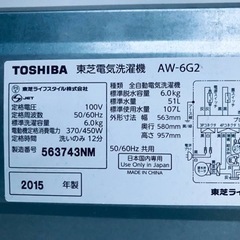 TOSHIBA 東芝電気洗濯機 AW-6G2
東芝ライフスタイル株式会社
JET
種類 全自動電気洗濯機
標準脱水容量 6.0kg
標準水量 51L
標準使用水量 107L
外形寸法 幅 563mm
奥行 580mm
高さ 957mm
定格電圧 100V
定格周波数 50/60Hz
標準洗濯容量 6.0kg
電動機定格消費電力 370/450W
洗濯時間 洗いのみ 12分
製造番号 563743NM
日本国内専用
Use Only in Japan
50/60Hz 共用
2015 年製
東芝ライフ